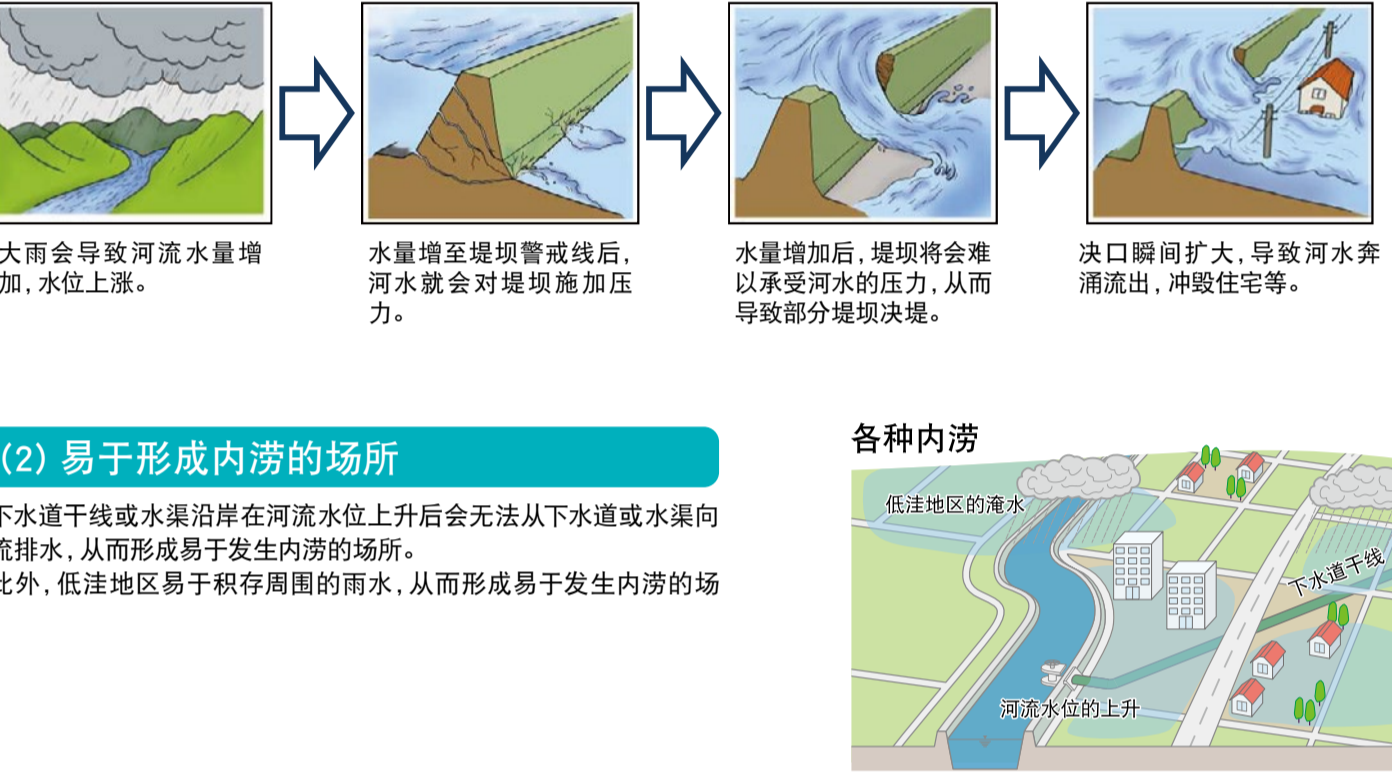 大雨会导致河流水量增
加，水位上涨。
水量增至堤坝警戒线后，
河水就会对堤坝施加压
力。
水量增加后，堤坝将会难
以承受河水的压力，从而
导致部分堤坝决堤。
决口瞬间扩大，导致河水奔
涌流出，冲毁住宅等。
(2) 易于形成内涝的场所
下水道干线或水渠沿岸在河流水位上升后会无法从下水道或水渠向
流排水，从而形成易于发生内涝的场所。
此外，低洼地区易于积存周围的雨水，从而形成易于发生内涝的场
各种内涝
低洼地区的淹水
下水道干线
河流水位的上升